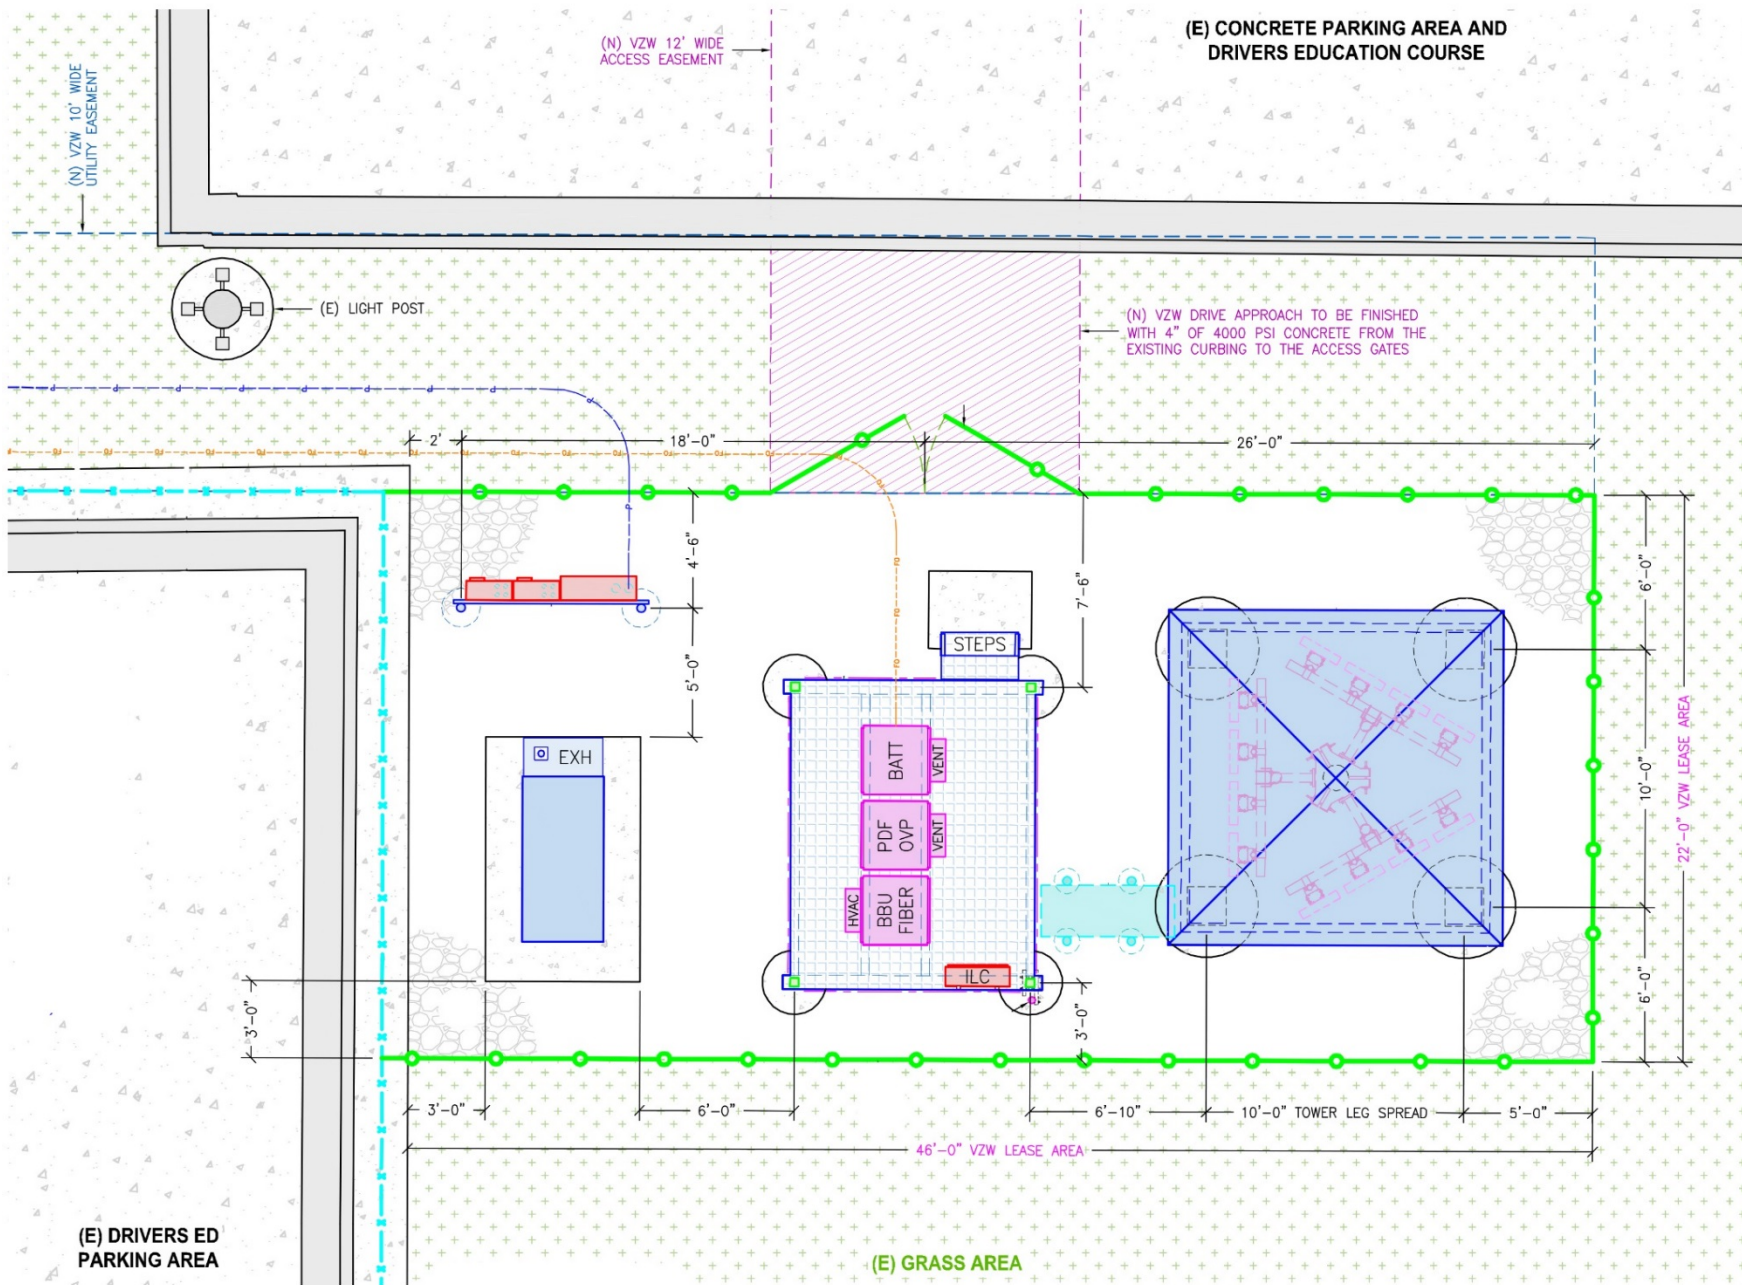 (E) CONCRETE PARKING AREA AND
DRIVERS EDUCATION COURSE
(N) VZW 12' WIDE
ACCESS EASEMENT
(N) VZW 10' WIDE
UTILITY EASEMENT
(E) LIGHT POST
(N) VZW DRIVE APPROACH TO BE FINISHED
WITH 4" OF 4000 PSI CONCRETE FROM THE
EXISTING CURBING TO THE ACCESS GATES
2'
18'-0"
26'-0"
4'-6"
7'-6"
6'-0"
5'-0"
STEPS
EXH
BATT
VENT
PDF
OVP
VENT
BBU
FIBER
HVAC
ILC
10'-0"
22'-0" VZW LEASE AREA
6'-0"
3'-0"
3'-0"
3'-0"
6'-0"
6'-10"
10'-0" TOWER LEG SPREAD
5'-0"
46'-0" VZW LEASE AREA
(E) DRIVERS ED
PARKING AREA
(E) GRASS AREA